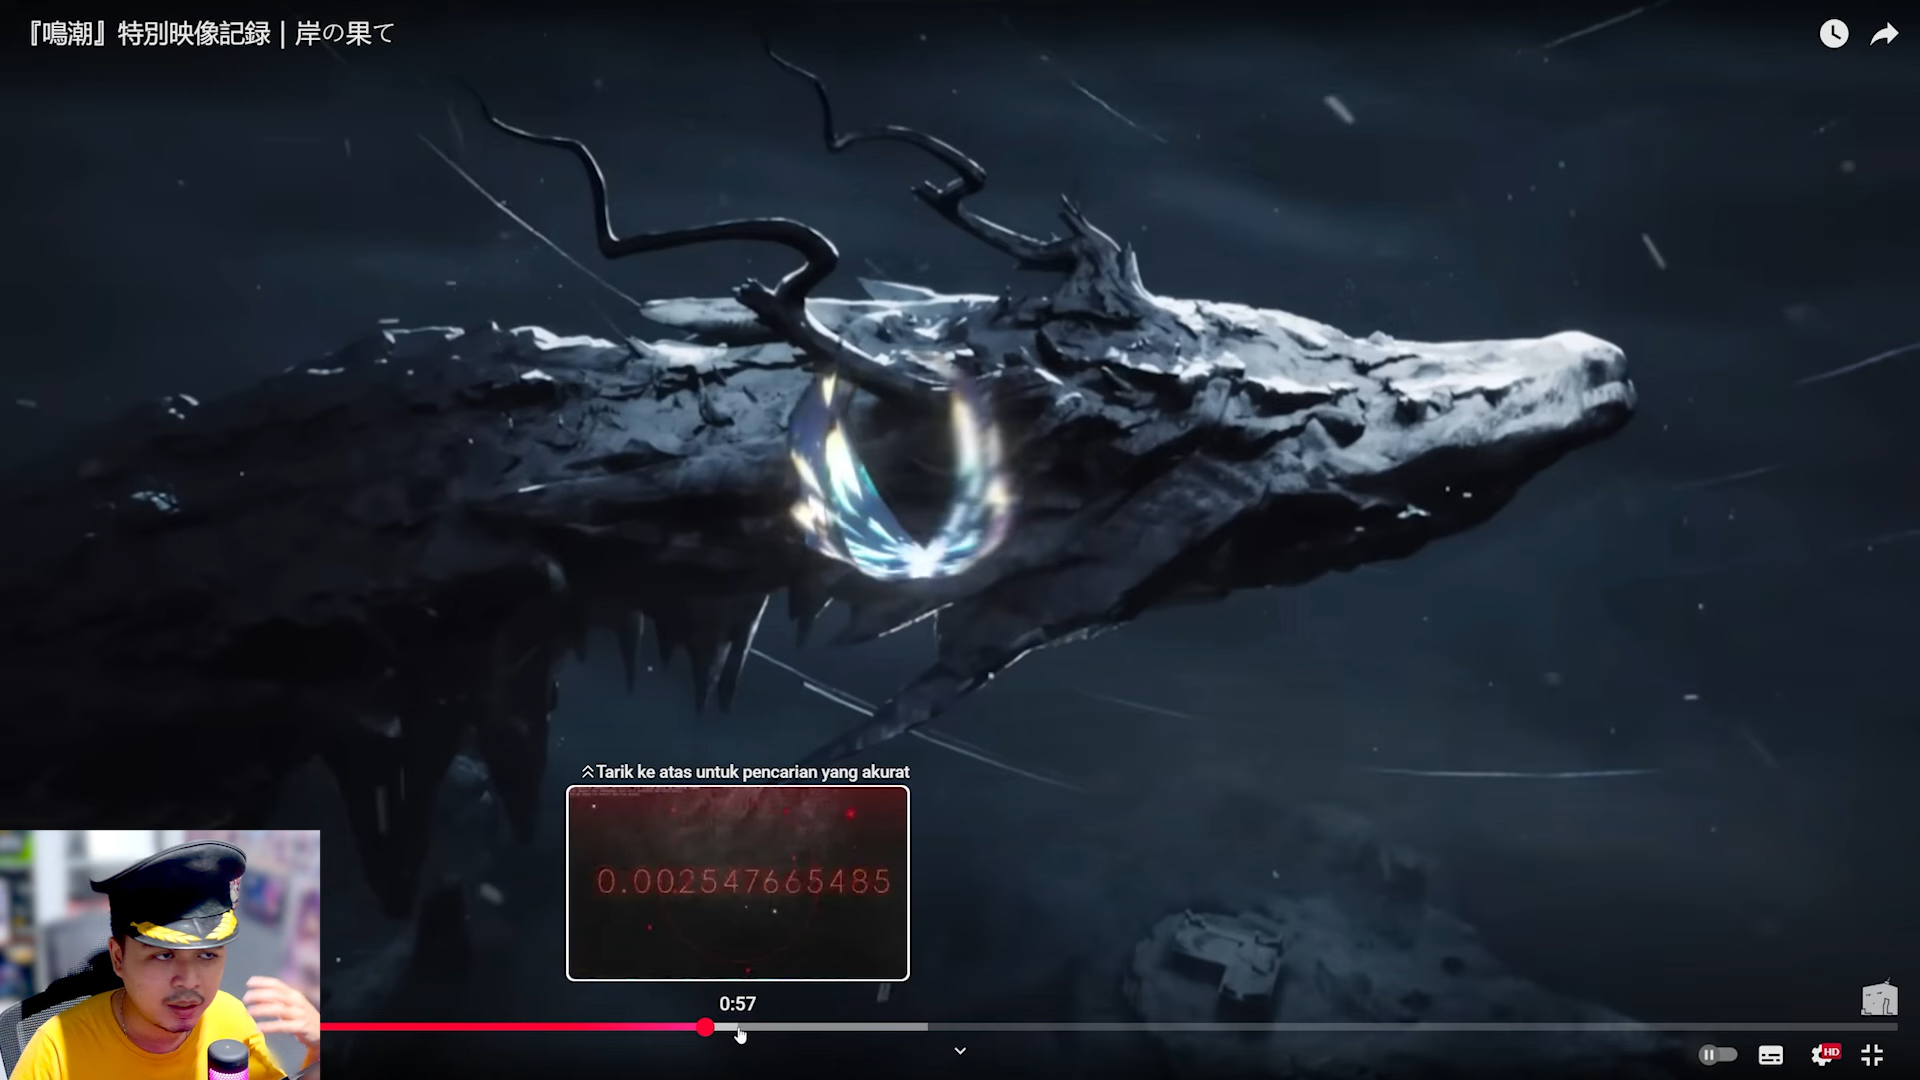 『鳴潮』特別映像記録 | 岸の果て
Tarik ke atas untuk pencarian yang akurat
0.002547665485
0:57
HD